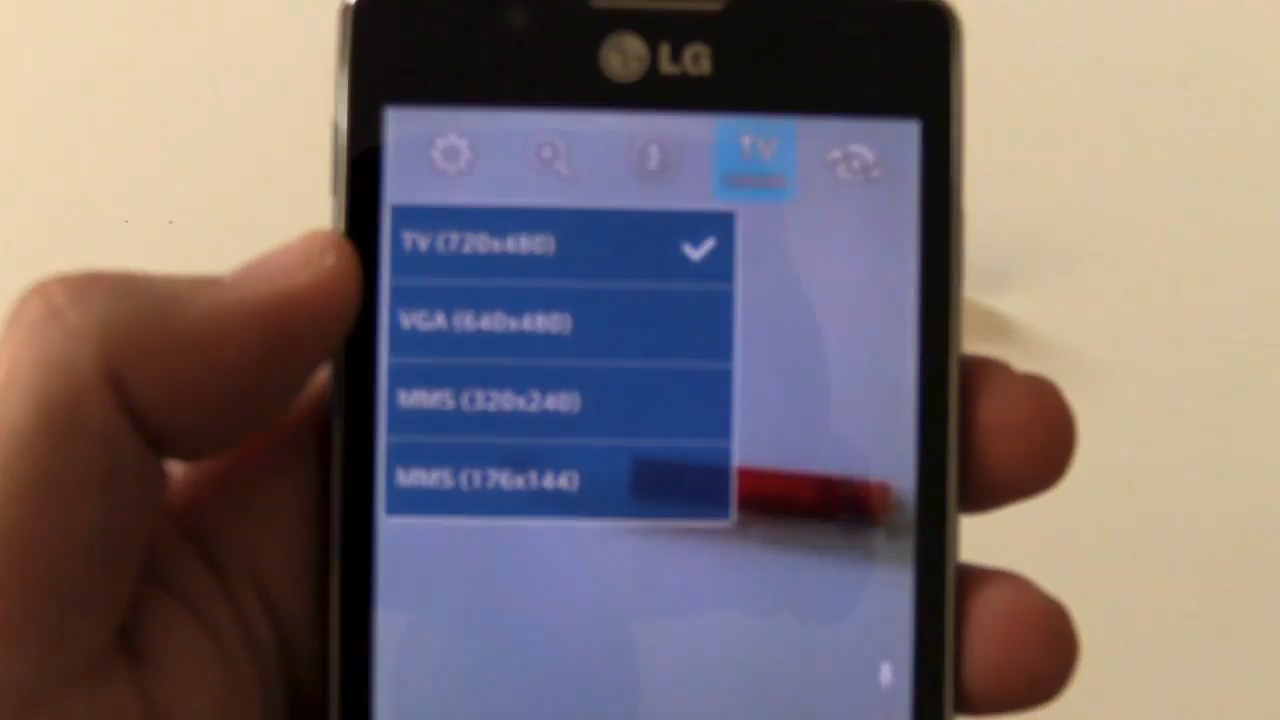 LG
TV
TV (720x480)
VGA (640x480)
MMS (320x240)
MMS (176x144)